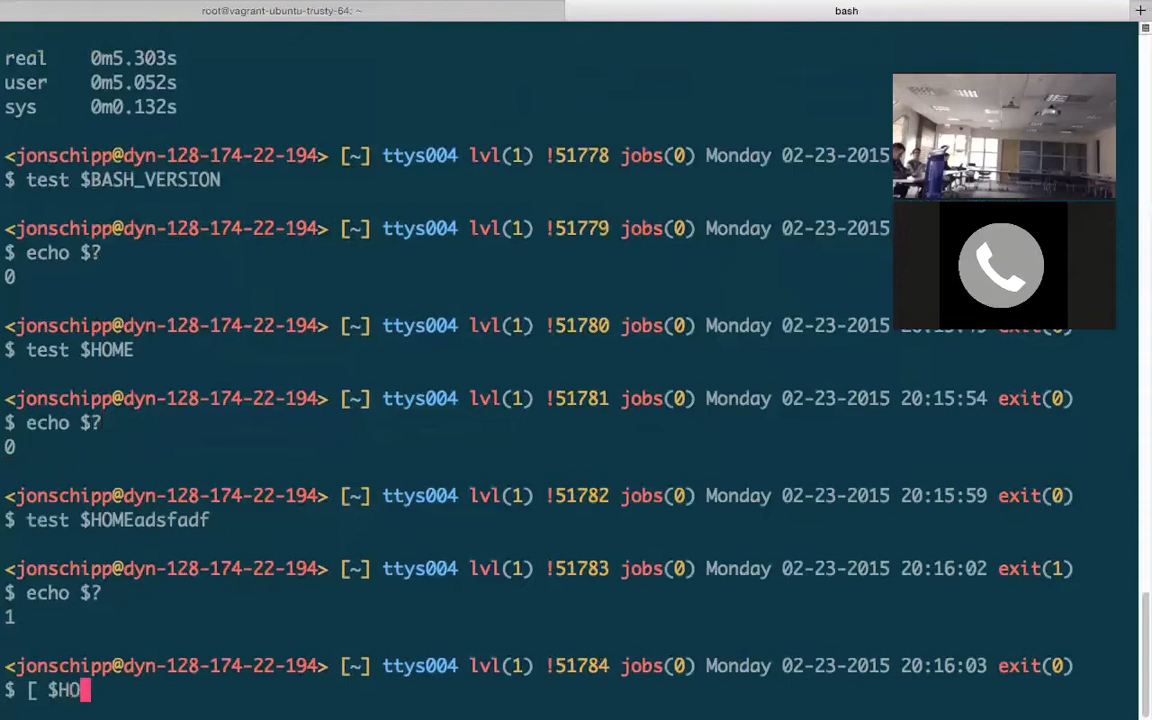 root@vagrant-ubuntu-trusty-64: ~
bash
real 0m5.303s
user 0m5.052s
sys 0m0.132s
<jonschipp@dyn-128-174-22-194> [~] ttys004 lvl(1) !51778 jobs(0) Monday 02-23-2015
$ test $BASH_VERSION
<jonschipp@dyn-128-174-22-194> [~] ttys004 lvl(1) !51779 jobs(0) Monday 02-23-2015
$ echo $?
0
<jonschipp@dyn-128-174-22-194> [~] ttys004 lvl(1) !51780 jobs(0) Monday 02-23-2015 exit(0)
$ test $HOME
<jonschipp@dyn-128-174-22-194> [~] ttys004 lvl(1) !51781 jobs(0) Monday 02-23-2015 20:15:54 exit(0)
$ echo $?
0
<jonschipp@dyn-128-174-22-194> [~] ttys004 lvl(1) !51782 jobs(0) Monday 02-23-2015 20:15:59 exit(0)
$ test $HOMEadsfadf
<jonschipp@dyn-128-174-22-194> [~] ttys004 lvl(1) !51783 jobs(0) Monday 02-23-2015 20:16:02 exit(1)
$ echo $?
1
<jonschipp@dyn-128-174-22-194> [~] ttys004 lvl(1) !51784 jobs(0) Monday 02-23-2015 20:16:03 exit(0)
$ [ $HO